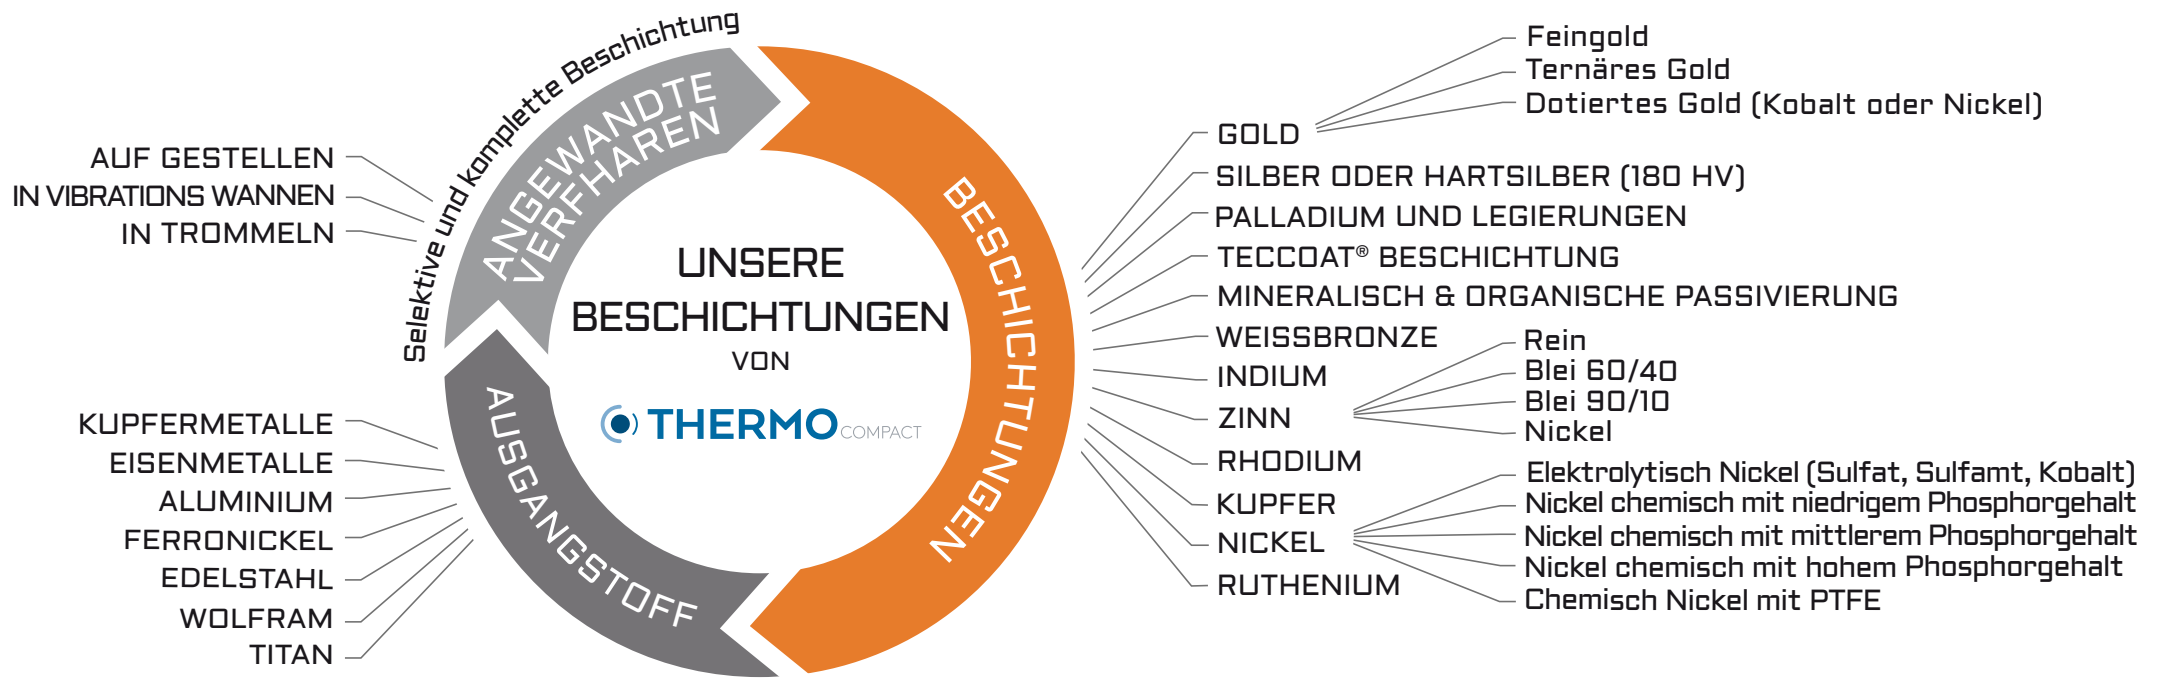 Selektive und komplette Beschichtung
ANGEWANDTE
VERFHAREN
AUF GESTELLEN
IN VIBRATIONS WANNEN
IN TROMMELN
UNSERE
BESCHICHTUNGEN
VON
THERMO COMPACT
AUSGANGSTOFF
KUPFERMETALLE
EISENMETALLE
ALUMINIUM
FERRONICKEL
EDELSTAHL
WOLFRAM
TITAN
BESCHICHTUNGEN
GOLD
Feingold
Ternäres Gold
Dotiertes Gold (Kobalt oder Nickel)
SILBER ODER HARTSILBER (180 HV)
PALLADIUM UND LEGIERUNGEN
TECCOAT® BESCHICHTUNG
MINERALISCH & ORGANISCHE PASSIVIERUNG
WEISSBRONZE
INDIUM
ZINN
Rein
Blei 60/40
Blei 90/10
Nickel
RHODIUM
KUPFER
NICKEL
Elektrolytisch Nickel (Sulfat, Sulfamt, Kobalt)
Nickel chemisch mit niedrigem Phosphorgehalt
Nickel chemisch mit mittlerem Phosphorgehalt
Nickel chemisch mit hohem Phosphorgehalt
Chemisch Nickel mit PTFE
RUTHENIUM